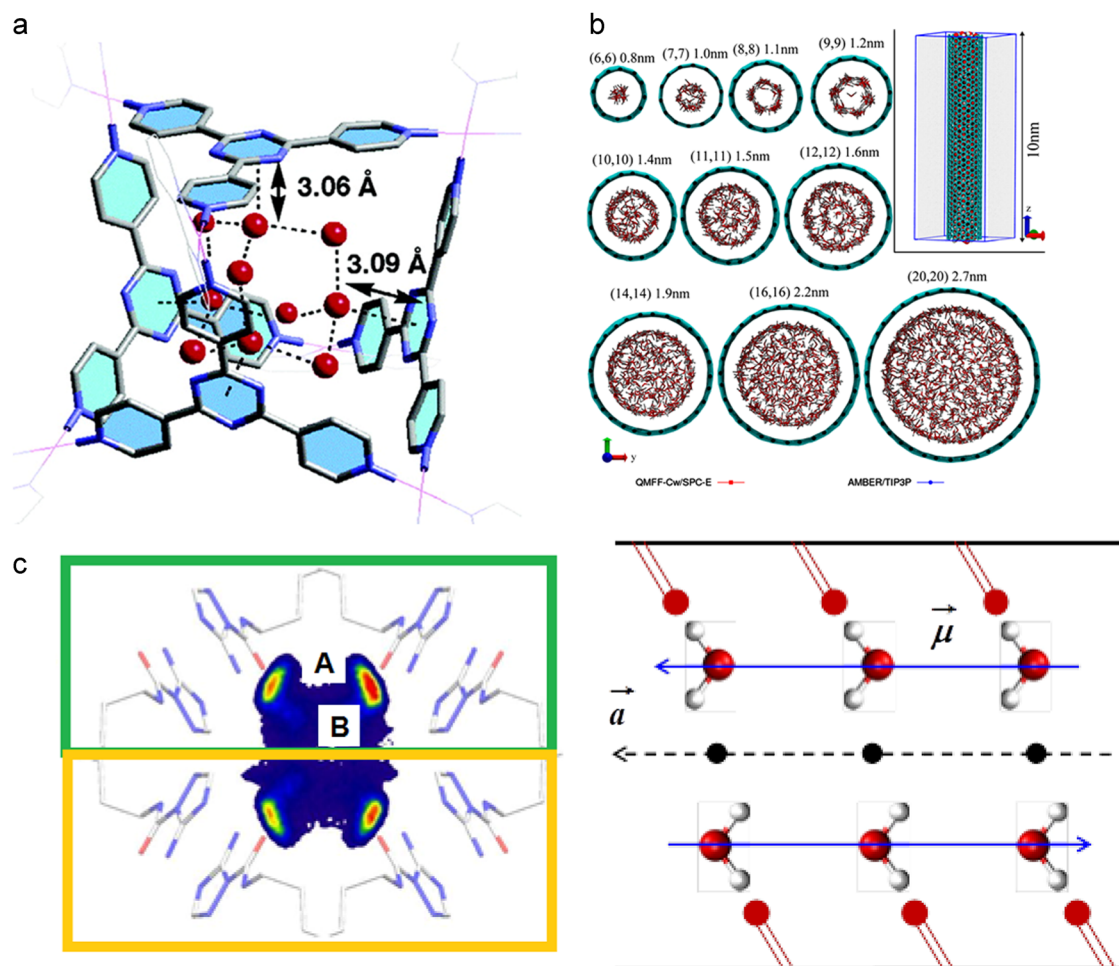 a
3.06 Å
3.09 Å
b
(6,6) 0.8nm
(7,7) 1.0nm
(8,8) 1.1nm
(9,9) 1.2nm
10nm
z
(10,10) 1.4nm
(11,11) 1.5nm
(12,12) 1.6nm
(14,14) 1.9nm
(16,16) 2.2nm
(20,20) 2.7nm
y
QMFF-Cw/SPC-E
AMBER/TIP3P
c
A
B
μ
a